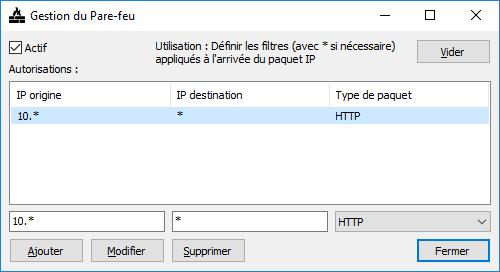 Gestion du Pare-feu
Actif
Utilisation : Définir les filtres (avec * si nécessaire)
appliqués à l'arrivée du paquet IP
Vider
Autorisations :
IP origine IP destination Type de paquet
10.* * HTTP
10.* * HTTP
Ajouter Modifier Supprimer Fermer